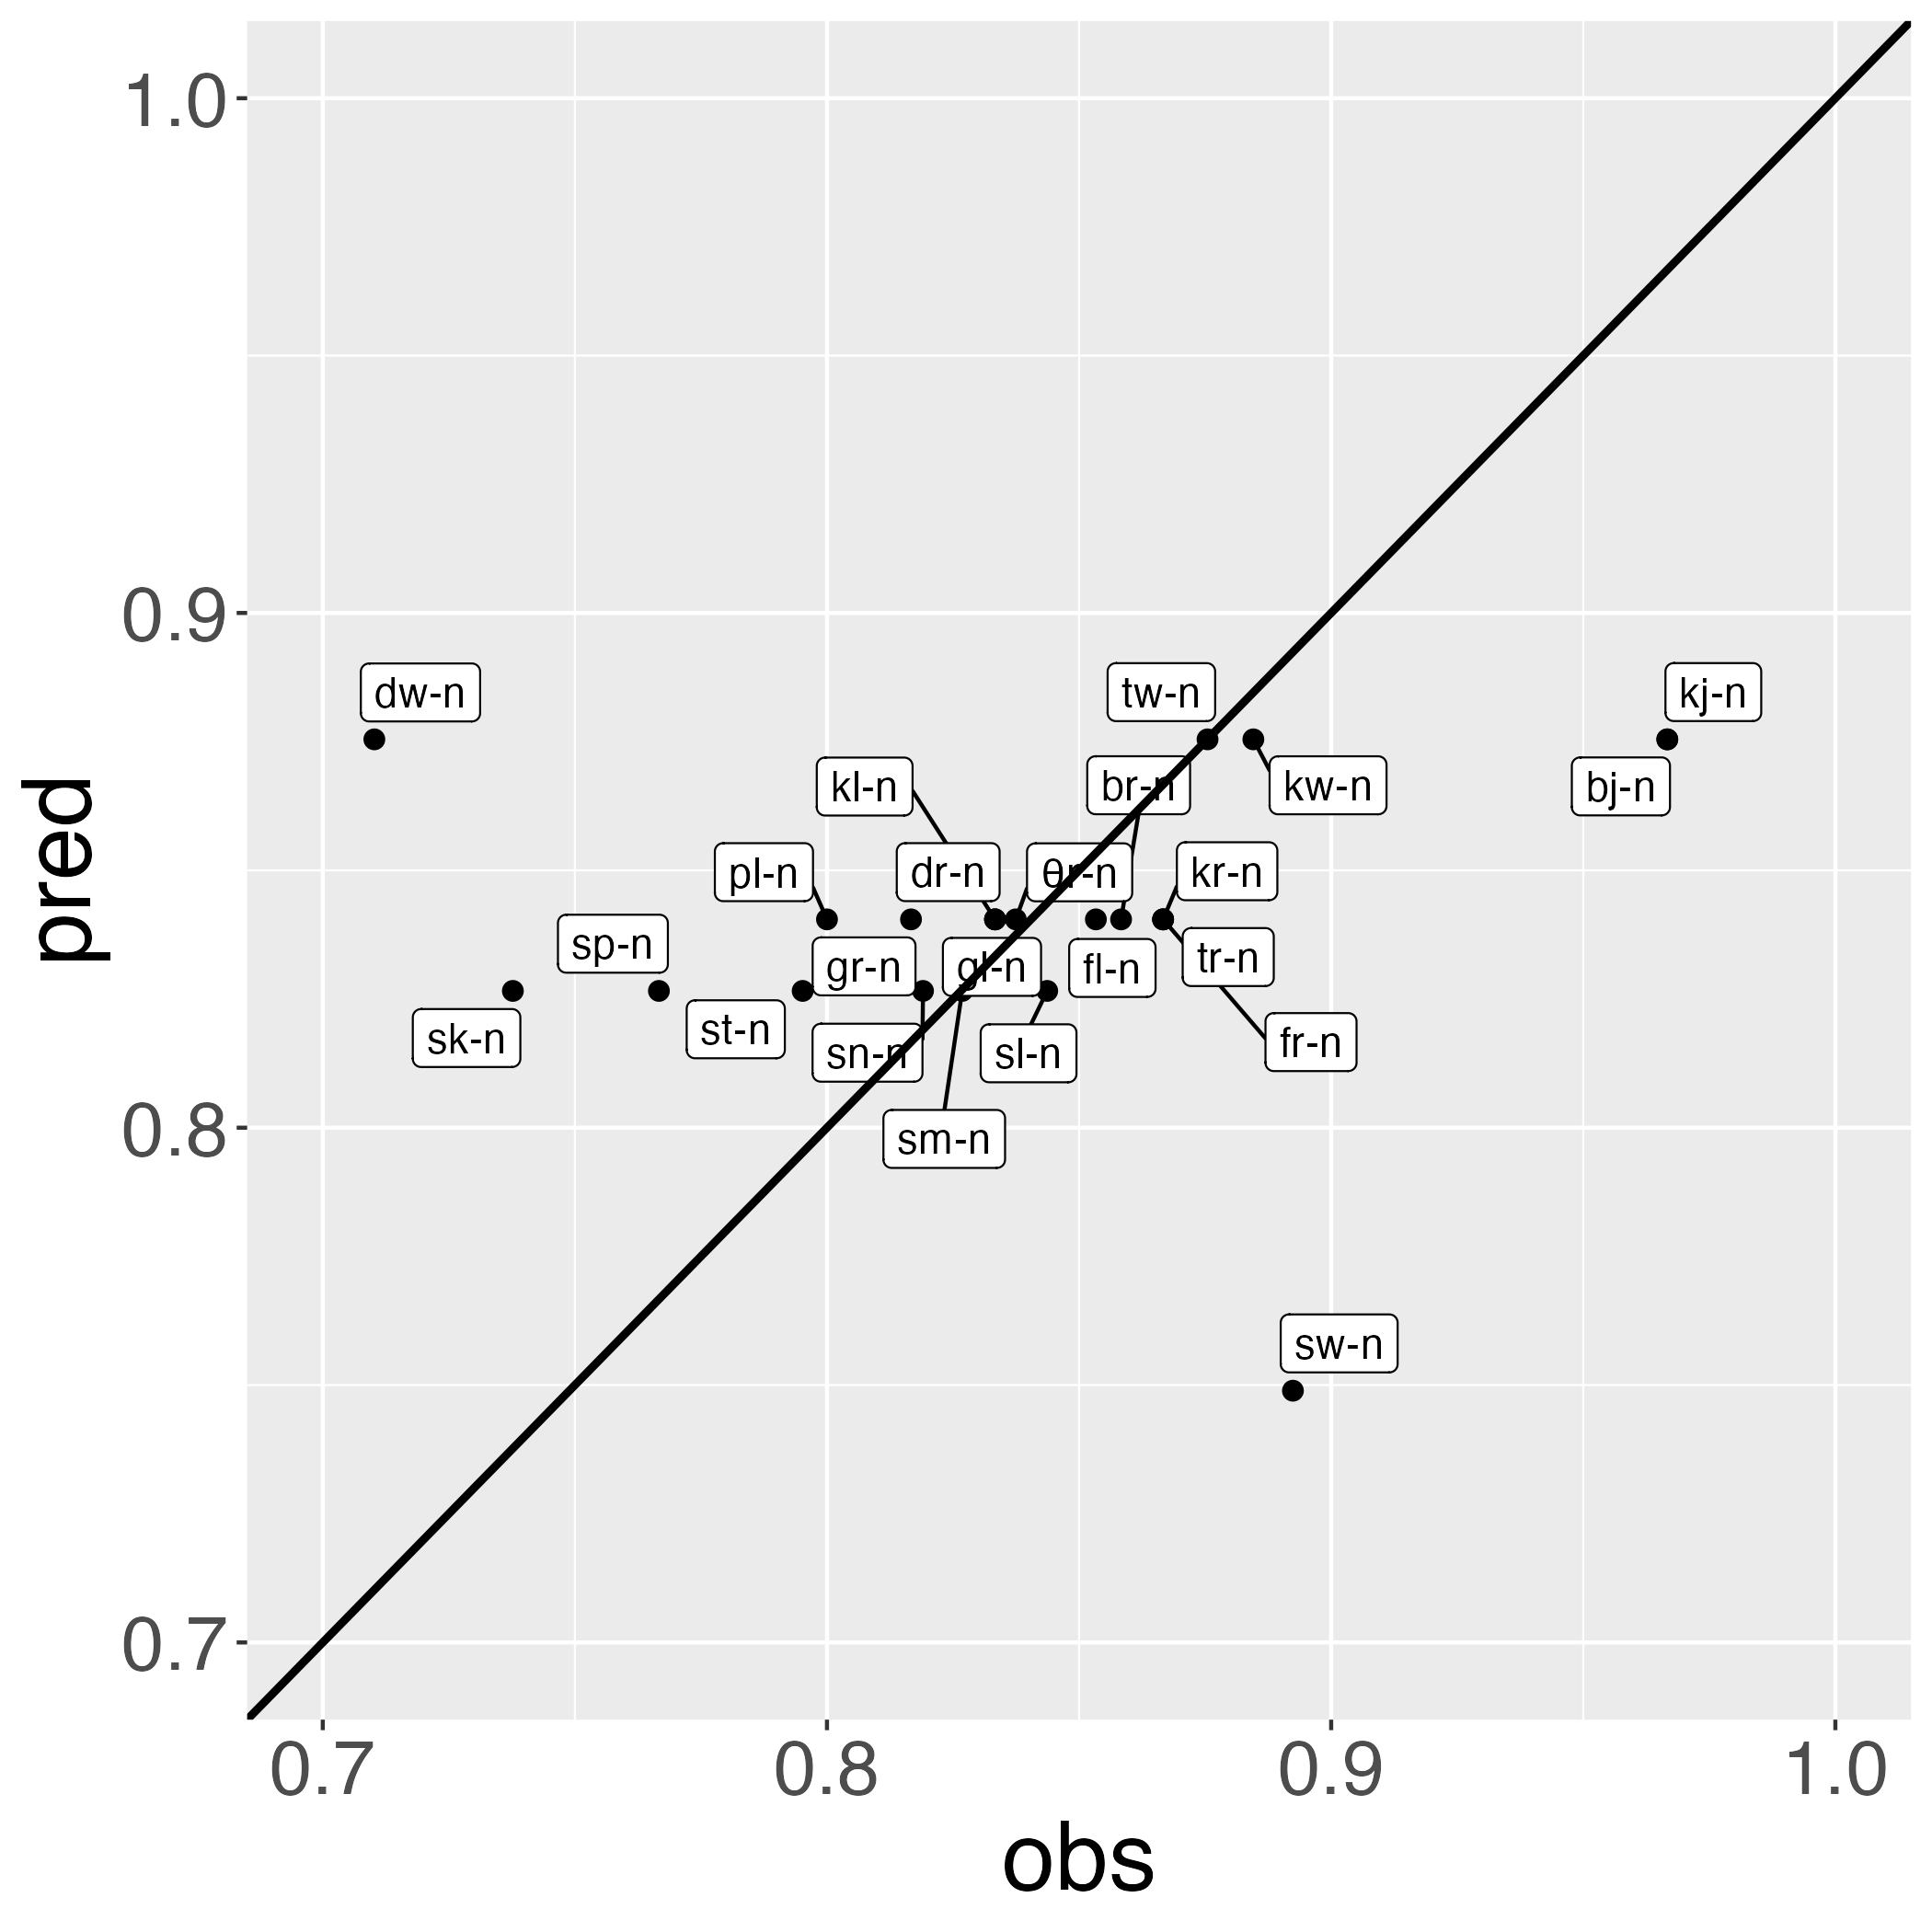 1.0
0.9
0.8
0.7
pred
dw-n
tw-n
kj-n
kl-n
br-n
kw-n
bj-n
pl-n
dr-n
θr-n
kr-n
sp-n
gr-n
gl-n
fl-n
tr-n
sk-n
st-n
sn-n
sl-n
fr-n
sm-n
sw-n
0.7
0.8
0.9
1.0
obs